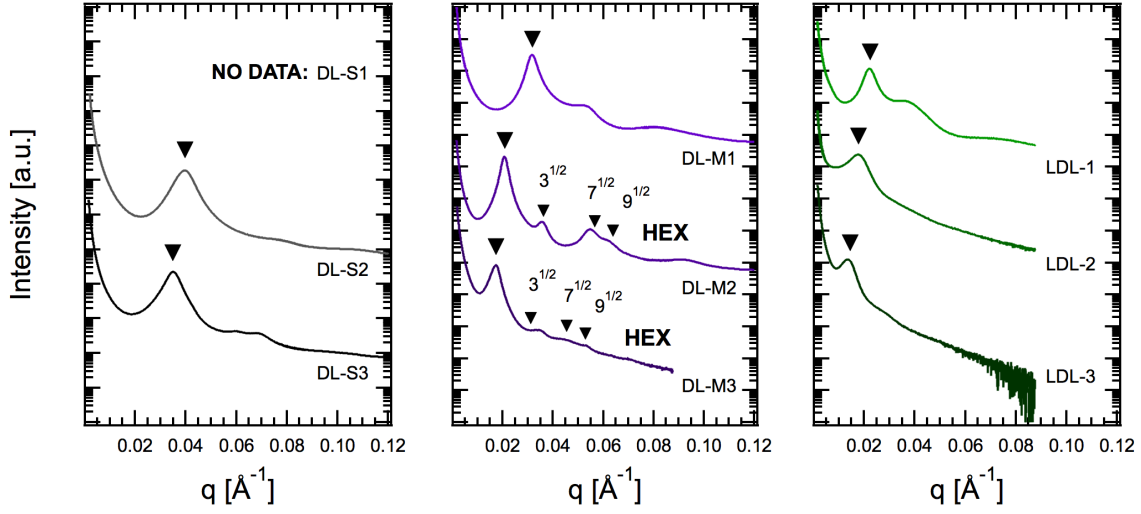 Intensity [a.u.]
NO DATA: DL-S1
DL-S2
DL-S3
0.02 0.04 0.06 0.08 0.10 0.12
q [Å⁻¹]
DL-M1
3^1/2
7^1/2
9^1/2
HEX
DL-M2
3^1/2
7^1/2
9^1/2
HEX
DL-M3
0.02 0.04 0.06 0.08 0.10 0.12
q [Å⁻¹]
LDL-1
LDL-2
LDL-3
0.02 0.04 0.06 0.08 0.10 0.12
q [Å⁻¹]